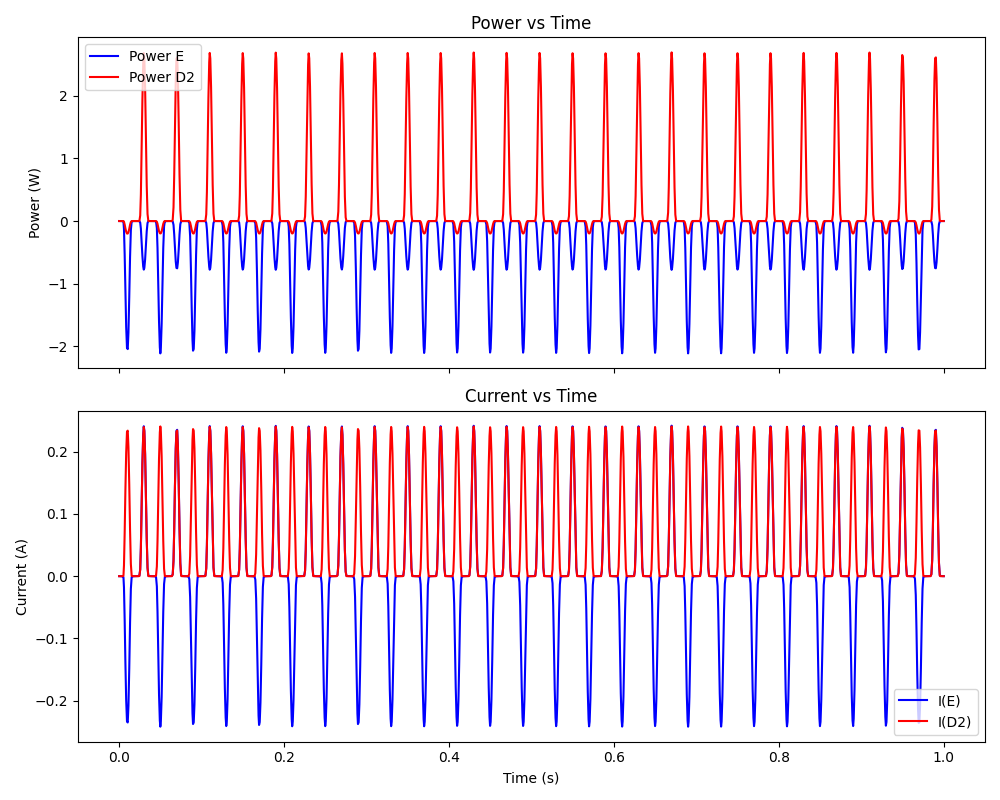 Power vs Time
Power E
Power D2
Power (W)
2
1
0
−1
−2
Current vs Time
Current (A)
0.2
0.1
0.0
−0.1
−0.2
I(E)
I(D2)
0.0 0.2 0.4 0.6 0.8 1.0
Time (s)